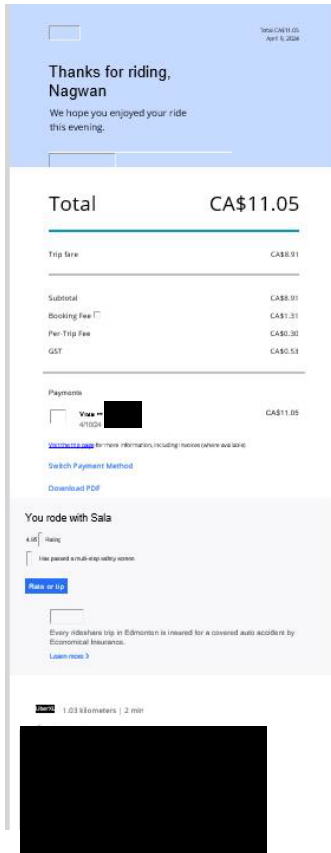 Total CA$11.05
April 9, 2024
Thanks for riding,
Nagwan
We hope you enjoyed your ride
this evening.
Total CA$11.05
Trip fare CA$8.91
Subtotal CA$8.91
Booking Fee CA$1.31
Per-Trip Fee CA$0.30
GST CA$0.53
Payments
CA$11.05
4/10/24
Visit the trip page for more information, including invoices (where available)
Switch Payment Method
Download PDF
You rode with Sala
4.95 Rating
Has passed a multi-step safety screen
Rate or tip
Every rideshare trip in Edmonton is insured for a covered auto accident by
Economical Insurance.
Learn more
UberXL 1.03 kilometers | 2 min